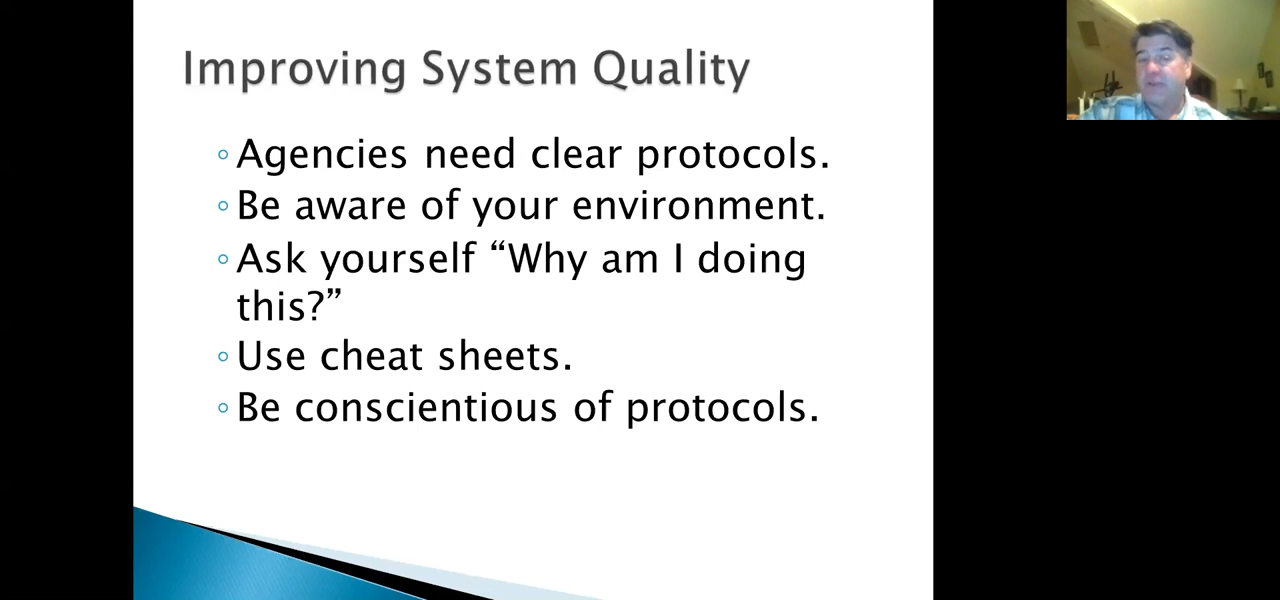 Improving System Quality
◦ Agencies need clear protocols.
◦ Be aware of your environment.
◦ Ask yourself “Why am I doing
this?”
◦ Use cheat sheets.
◦ Be conscientious of protocols.